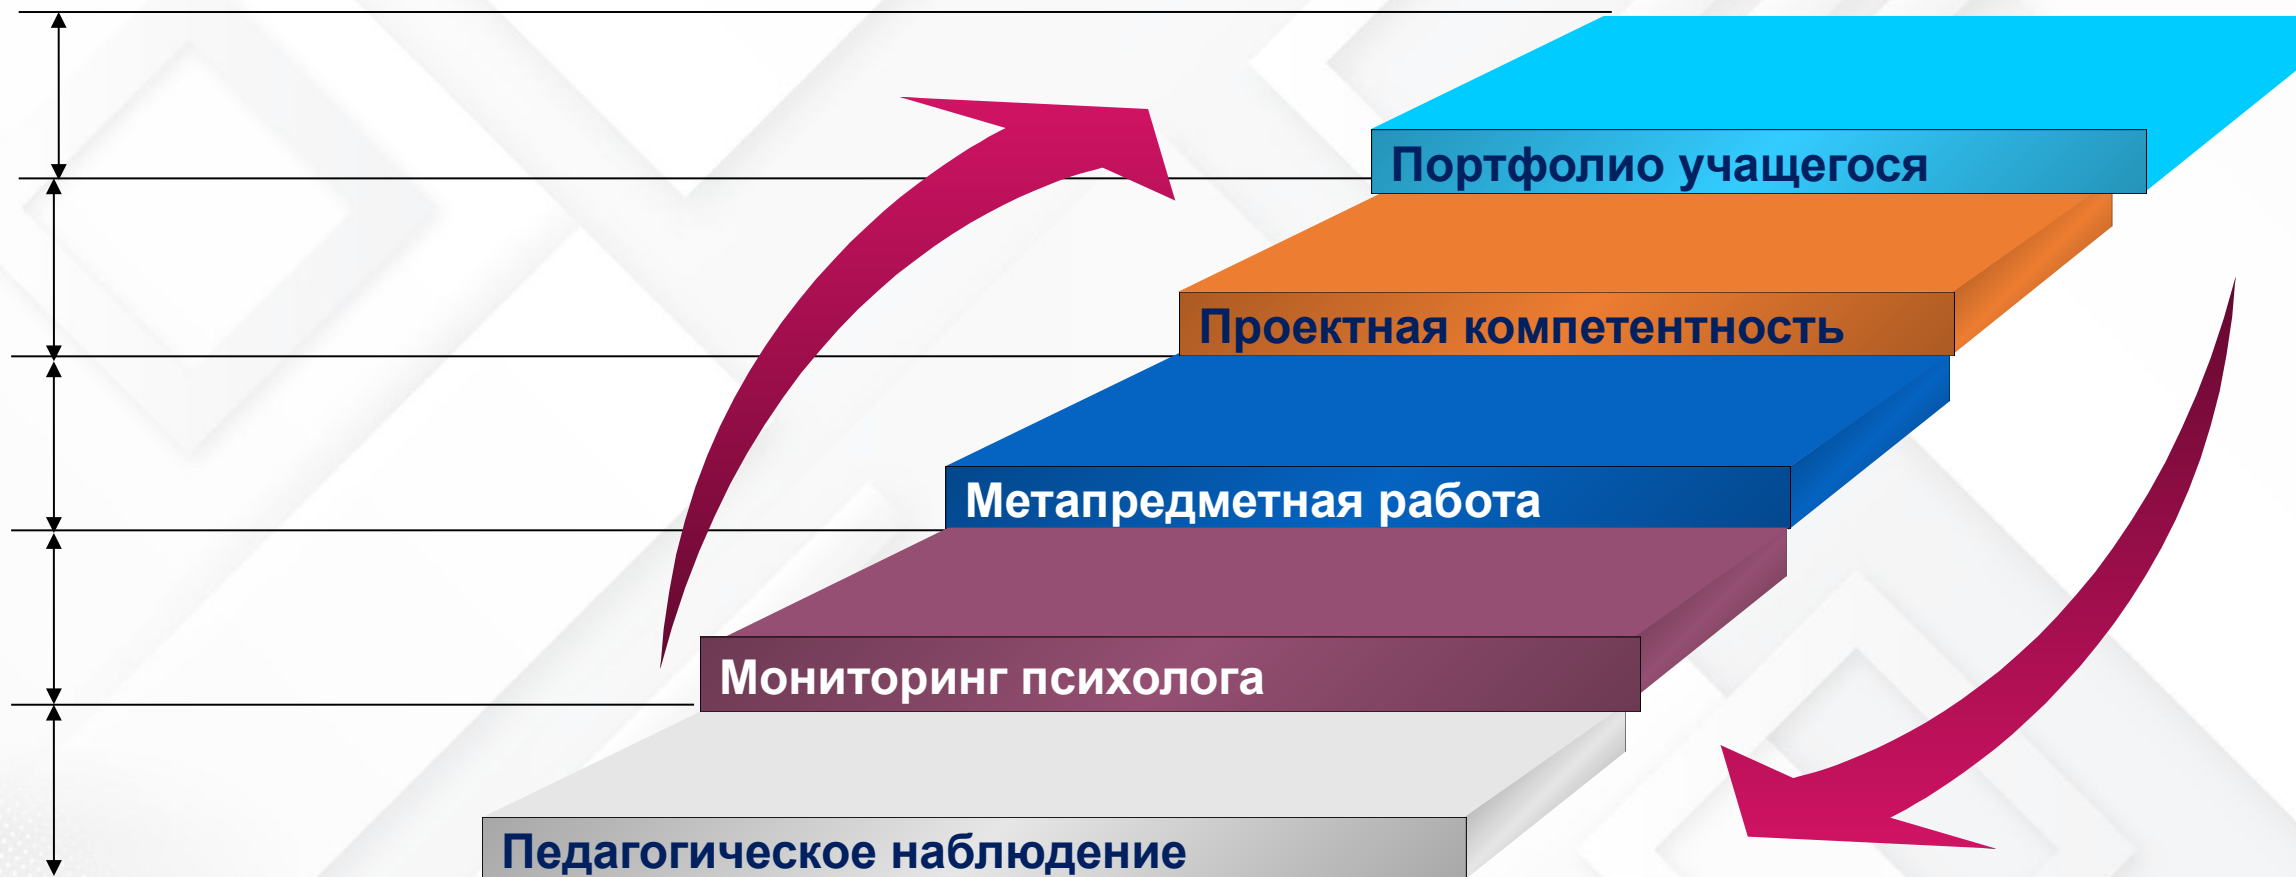 Портфолио учащегося
Проектная компетентность
Метапредметная работа
Мониторинг психолога
Педагогическое наблюдение